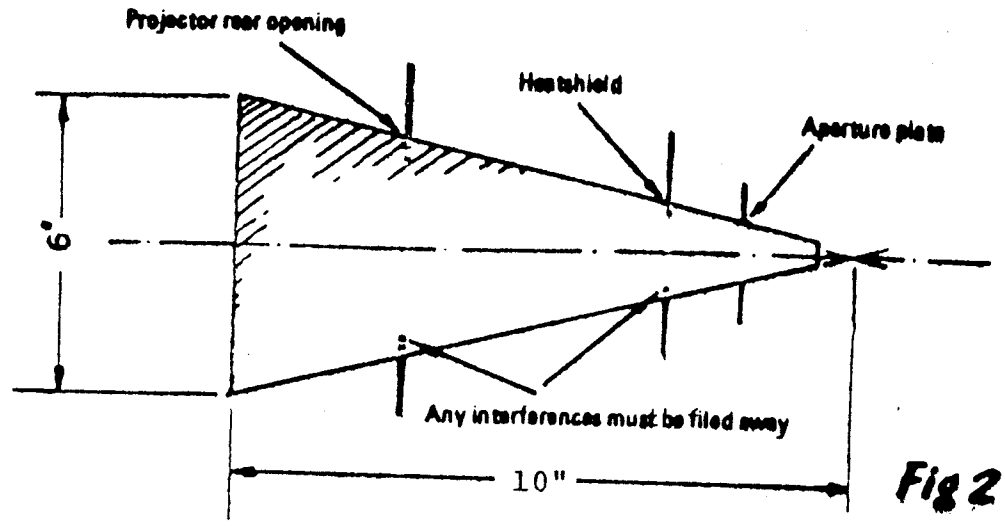 Projector rear opening
Heatshield
Aperture plate
6"
Any interferences must be filed away
10"
Fig 2